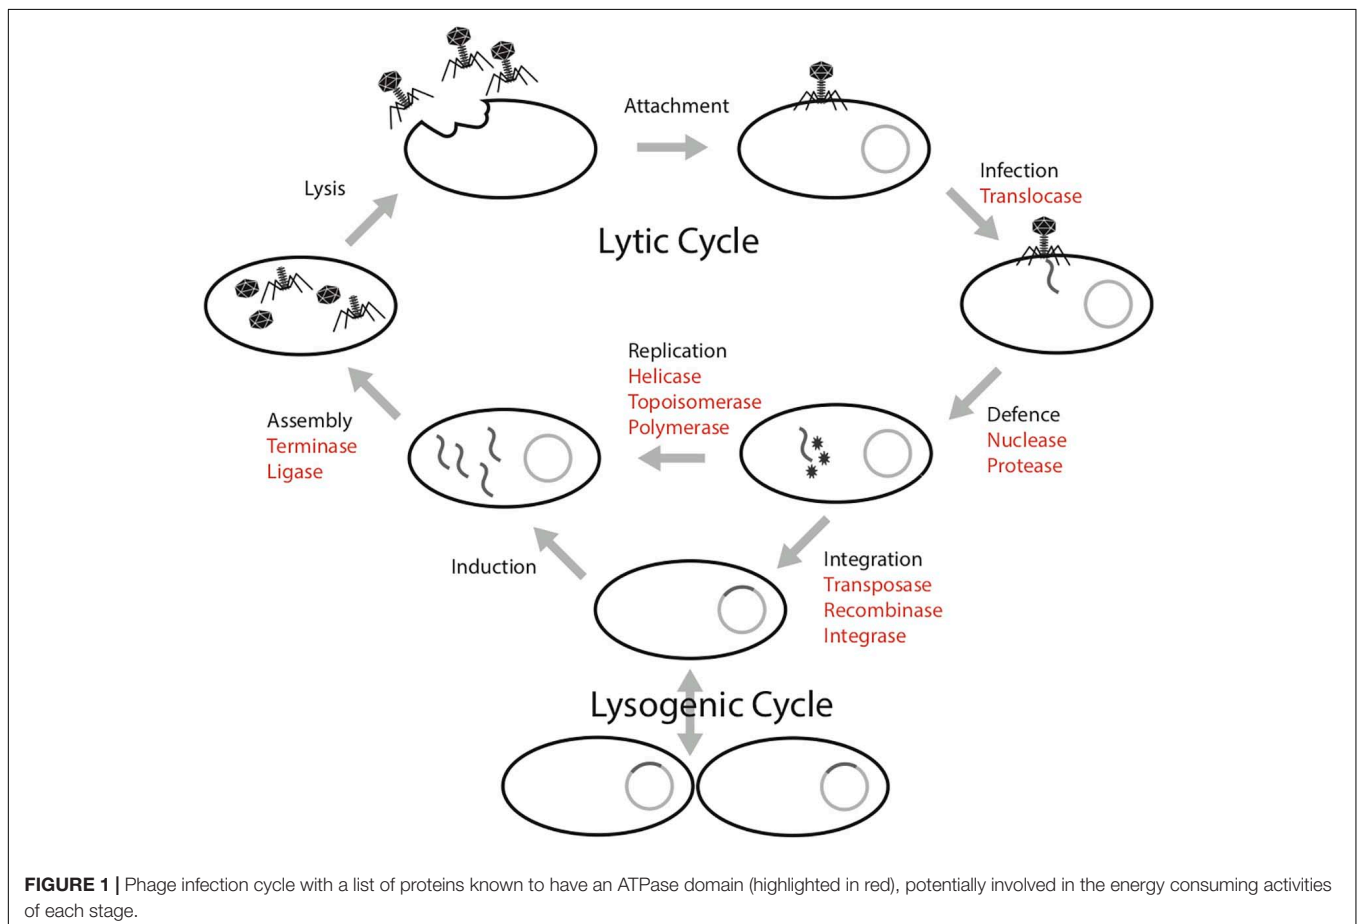 Attachment
Infection
Translocase
Lysis
Lytic Cycle
Replication
Helicase
Topoisomerase
Polymerase
Defence
Nuclease
Protease
Assembly
Terminase
Ligase
Induction
Integration
Transposase
Recombinase
Integrase
Lysogenic Cycle
FIGURE 1 | Phage infection cycle with a list of proteins known to have an ATPase domain (highlighted in red), potentially involved in the energy consuming activities
of each stage.